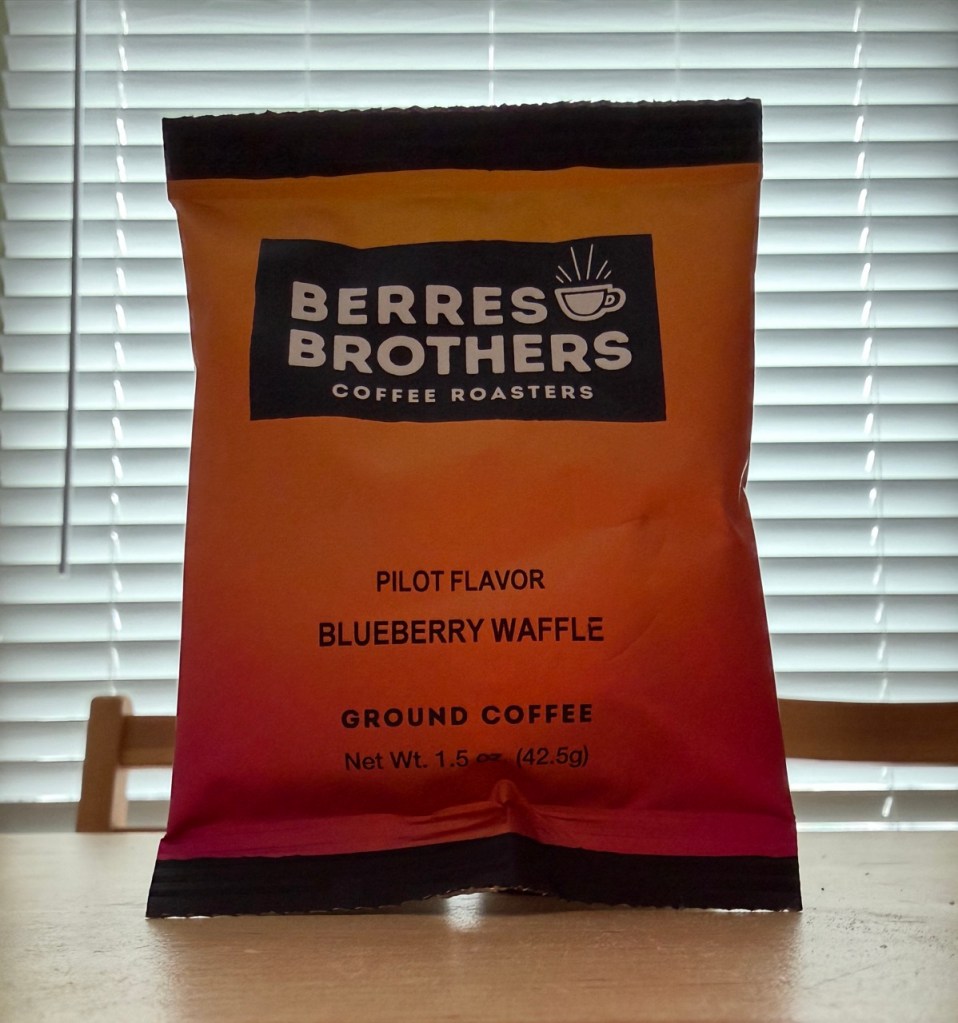 BERRES
BROTHERS
COFFEE ROASTERS
PILOT FLAVOR
BLUEBERRY WAFFLE
GROUND COFFEE
Net Wt. 1.5 oz (42.5g)